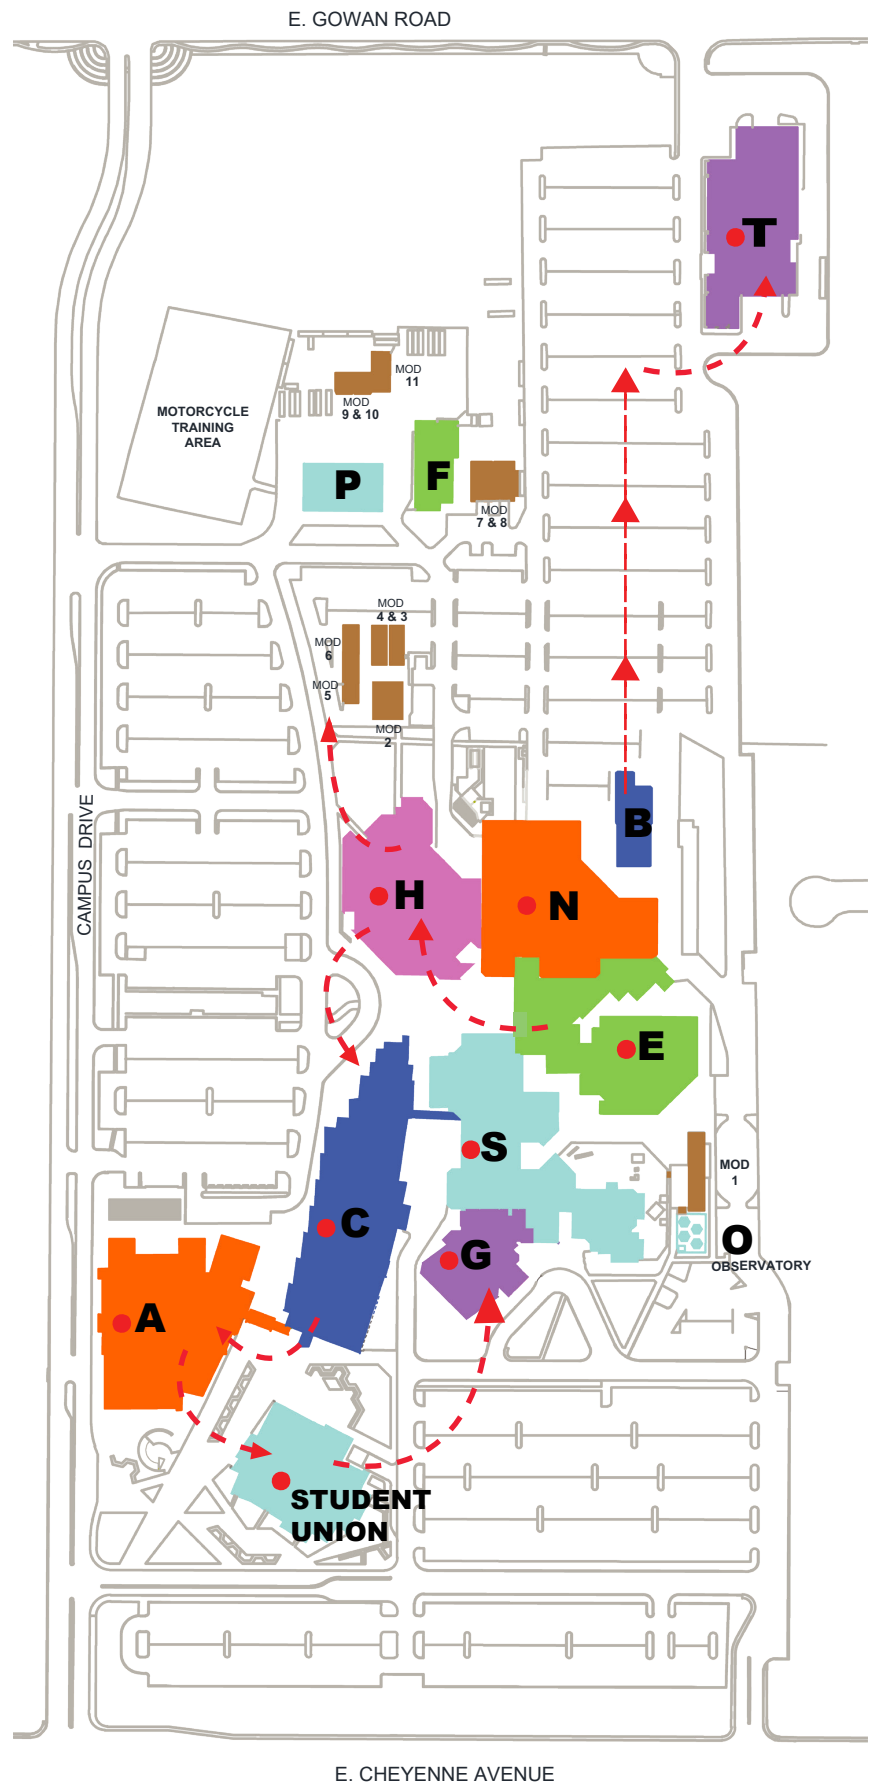 E. GOWAN ROAD
T
MOD
11
MOD
9 & 10
MOTORCYCLE
TRAINING
AREA
P
F
MOD
7 & 8
MOD
4 & 3
MOD
6
MOD
5
MOD
2
CAMPUS DRIVE
B
H
N
E
S
MOD
1
C
G
O
OBSERVATORY
A
STUDENT
UNION
E. CHEYENNE AVENUE